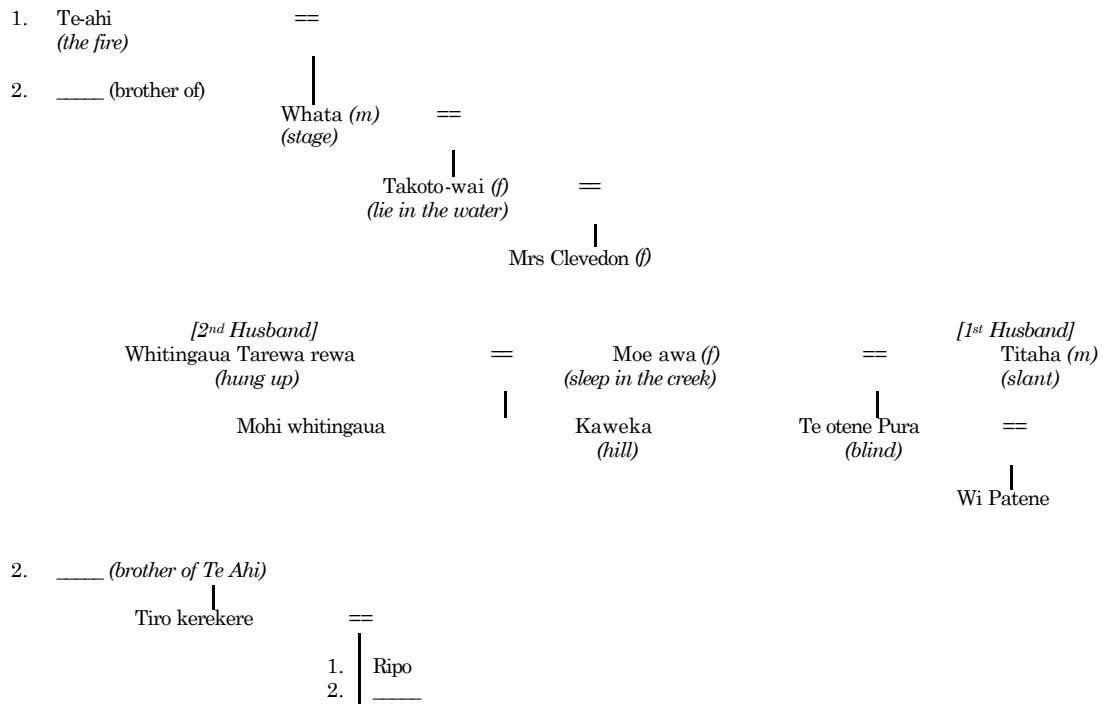 1. Te-ahi ==
(the fire)
2. _____ (brother of)
Whata (m) ==
(stage)
Takoto-wai (f) ==
(lie in the water)
Mrs Clevedon (f)
[2nd Husband] [1st Husband]
Whitingaua Tarewa rewa == Moe awa (f) == Titaha (m)
(hung up) (sleep in the creek) (slant)
Mohi whitingaua Kaweka Te otene Pura ==
(hill) (blind)
Wi Patene
2. _____ (brother of Te Ahi)
Tiro kerekere ==
1. Ripo
2. _____